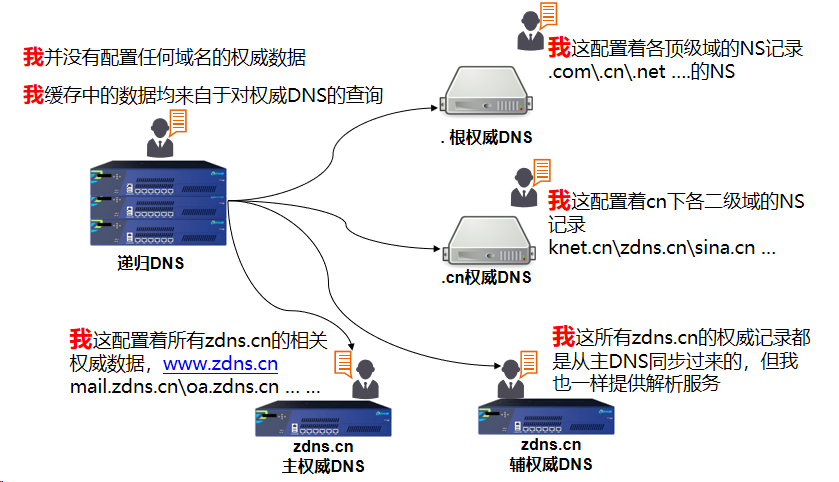 我并没有配置任何域名的权威数据
我缓存中的数据均来自于对权威DNS的查询
递归DNS
我这配置着各顶级域的NS记录
.com\.cn\.net ....的NS
. 根权威DNS
我这配置着cn下各二级域的NS
记录
knet.cn\zdns.cn\sina.cn ...
.cn权威DNS
我这配置着所有zdns.cn的相关
权威数据，www.zdns.cn
mail.zdns.cn\oa.zdns.cn ... ...
zdns.cn
主权威DNS
我这所有zdns.cn的权威记录都
是从主DNS同步过来的，但我
也一样提供解析服务
zdns.cn
辅权威DNS